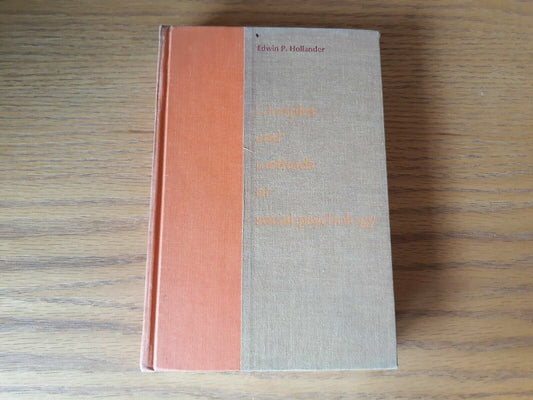 Edwin P. Hollander
principles
and
methods
of
social psychology